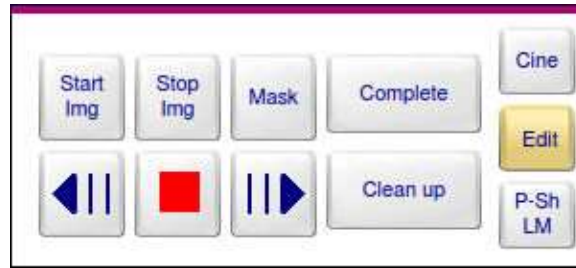 Start
Img
Stop
Img
Mask
Complete
Cine
Edit
Clean up
P-Sh
LM